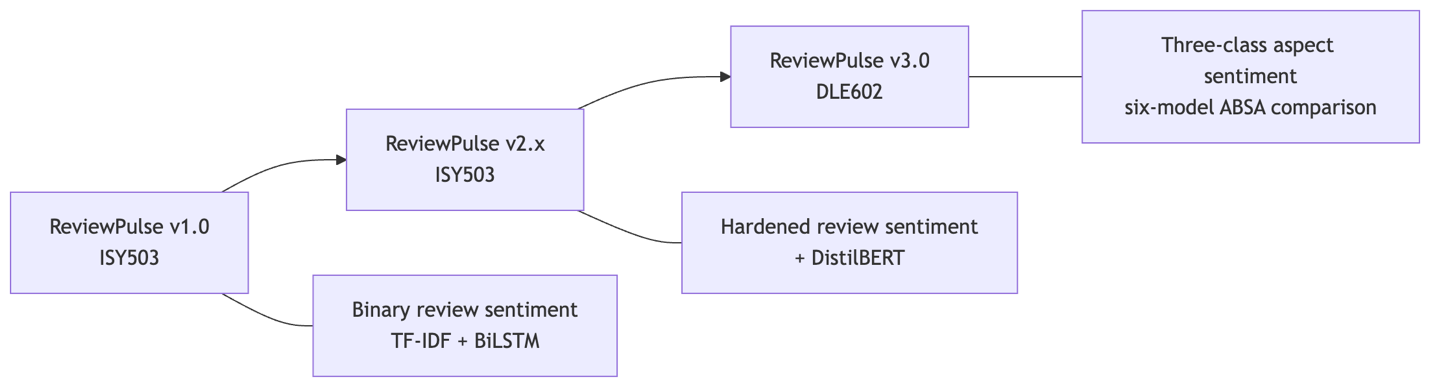 ReviewPulse v1.0
ISY503
Binary review sentiment
TF-IDF + BiLSTM
ReviewPulse v2.x
ISY503
Hardened review sentiment
+ DistilBERT
ReviewPulse v3.0
DLE602
Three-class aspect
sentiment
six-model ABSA comparison